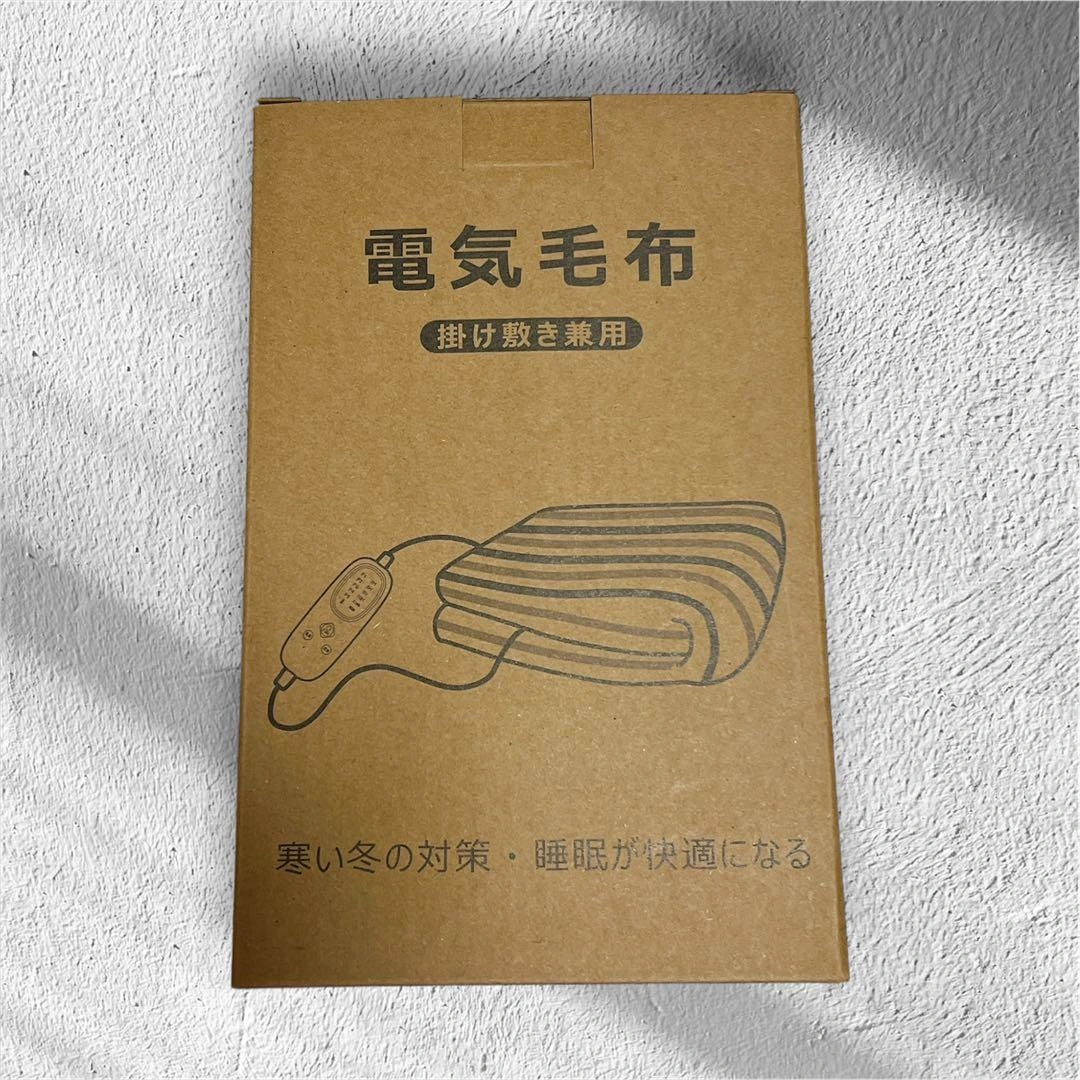 電気毛布
掛け敷き兼用
寒い冬の対策・睡眠が快適になる